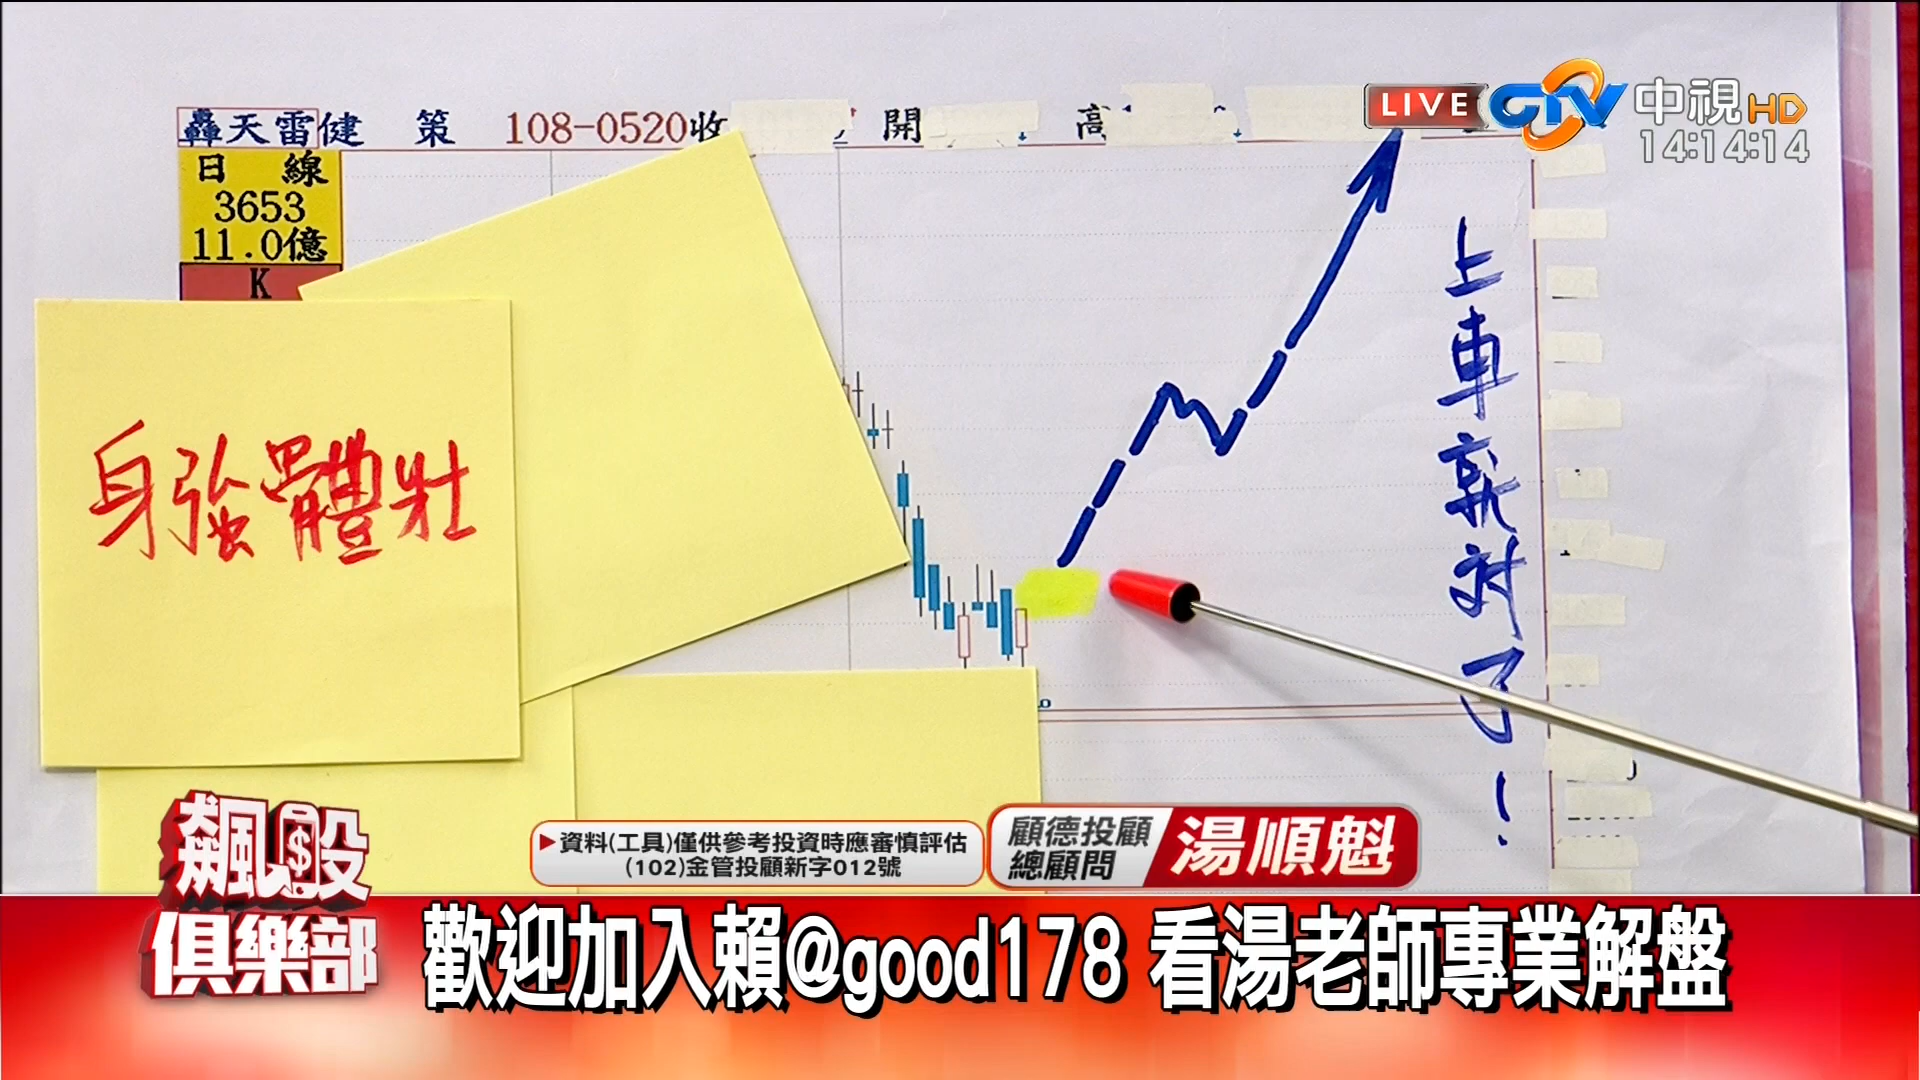 LIVE CTV 中視HD
14:14:14
轟天雷健 策 108-0520收 開 高
日 線
3653
11.0億
K
身強體壯
上車就對了!
飆股俱樂部
▶資料(工具)僅供參考投資時應審慎評估
(102)金管投顧新字012號
顧德投顧
總顧問
湯順魁
歡迎加入賴@good178 看湯老師專業解盤